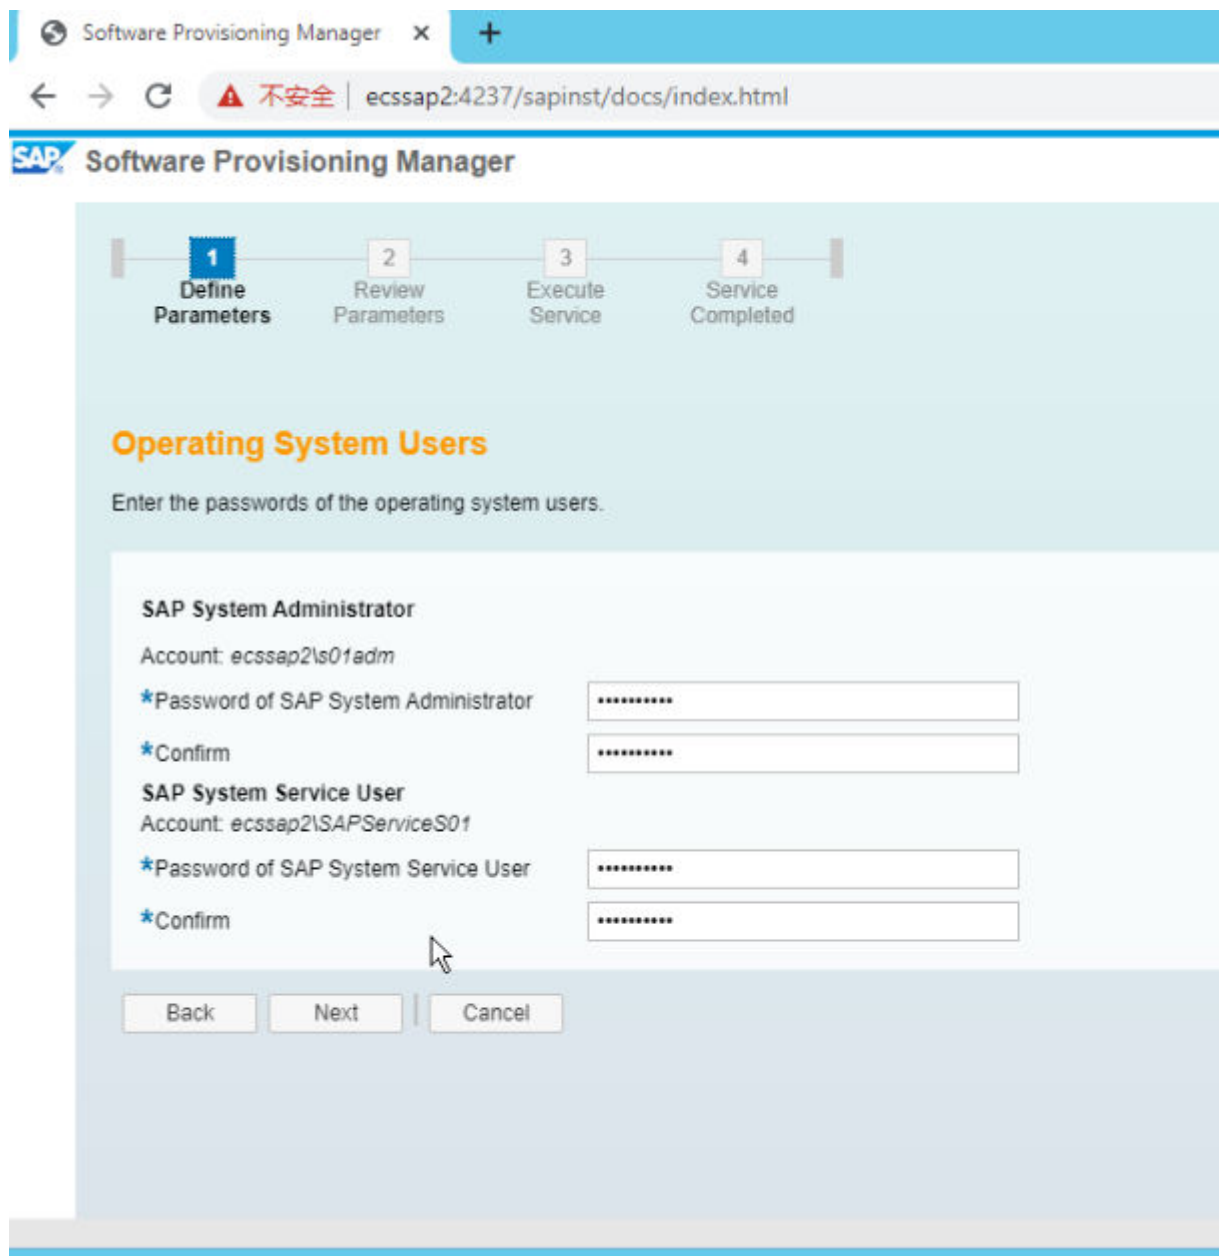 Software Provisioning Manager
不安全 ecssap2:4237/sapinst/docs/index.html
SAP Software Provisioning Manager
1 2 3 4
Define Review Execute Service
Parameters Parameters Service Completed
Operating System Users
Enter the passwords of the operating system users.
SAP System Administrator
Account: ecssap2\s01adm
*Password of SAP System Administrator ••••••••••
*Confirm ••••••••••
SAP System Service User
Account: ecssap2\SAPServiceS01
*Password of SAP System Service User ••••••••••
*Confirm ••••••••••
Back Next Cancel